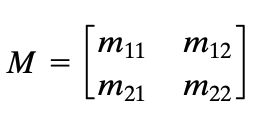 M = [m₁₁ m₁₂
m₂₁ m₂₂]